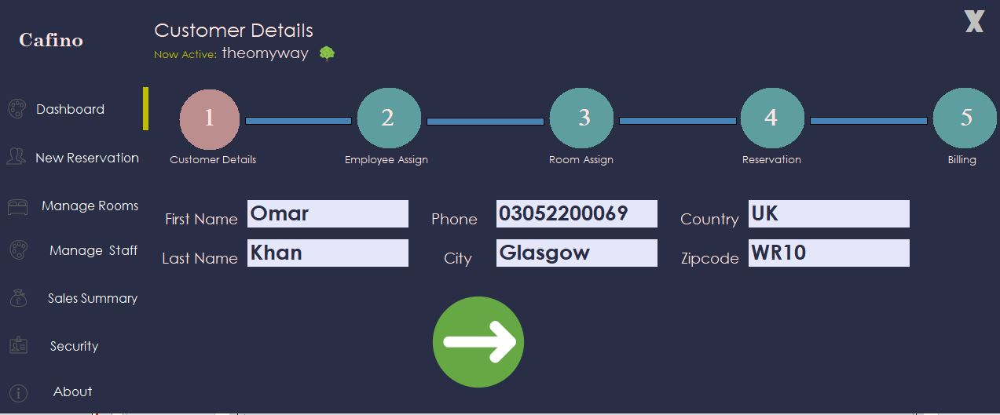 Cafino
Customer Details
X
Now Active: theomyway
Dashboard
New Reservation
Manage Rooms
Manage Staff
Sales Summary
Security
About
1
2
3
4
5
Customer Details
Employee Assign
Room Assign
Reservation
Billing
First Name Omar
Phone 03052200069
Country UK
Last Name Khan
City Glasgow
Zipcode WR10